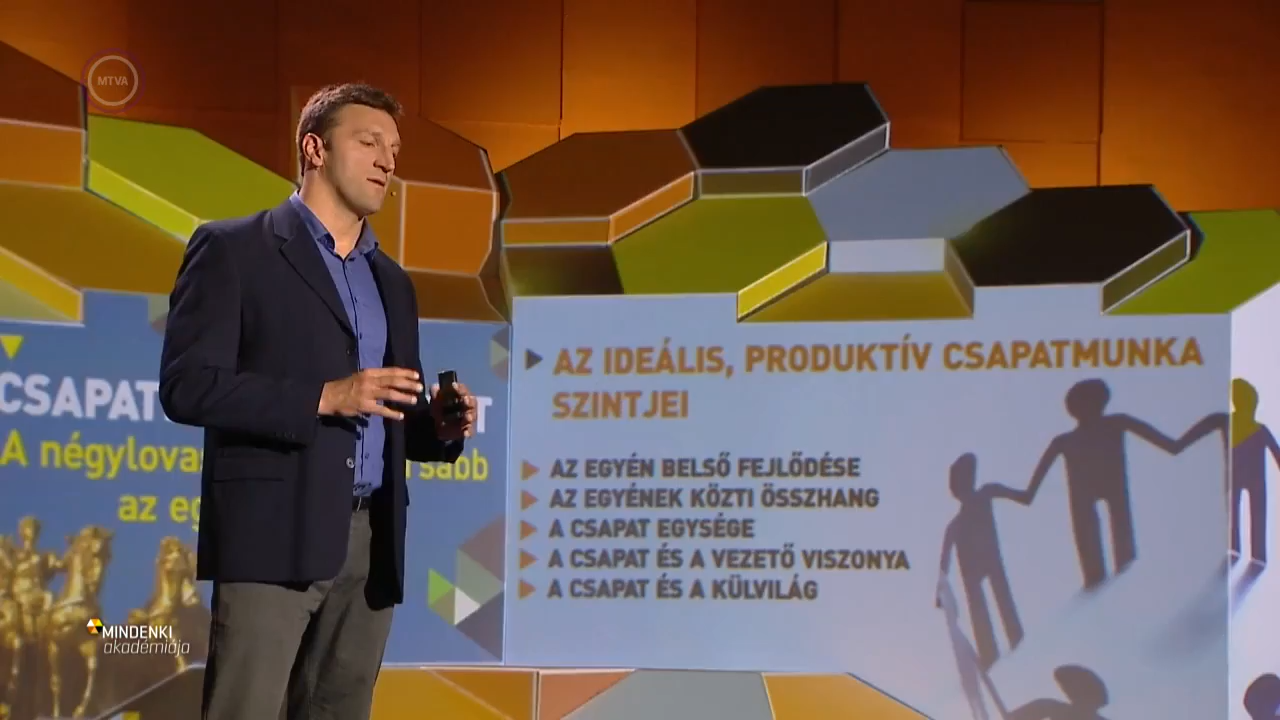 MTVA
CSAPAT
A négylovas
sabb
az eg
AZ IDEÁLIS, PRODUKTÍV CSAPATMUNKA
SZINTJEI
AZ EGYÉN BELSŐ FEJLŐDÉSE
AZ EGYÉNEK KÖZTI ÖSSZHANG
A CSAPAT EGYSÉGE
A CSAPAT ÉS A VEZETŐ VISZONYA
A CSAPAT ÉS A KÜLVILÁG
MINDENKI
akadémiája